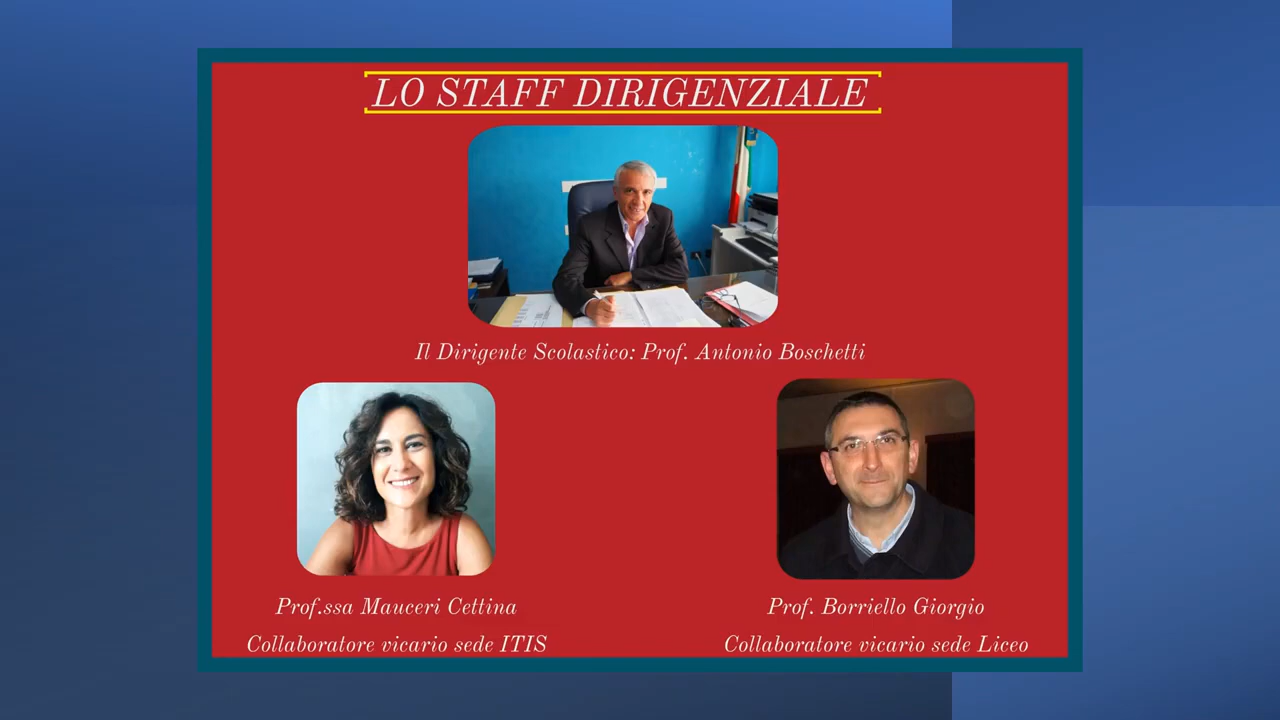 LO STAFF DIRIGENZIALE
Il Dirigente Scolastico: Prof. Antonio Boschetti
Prof.ssa Mauceri Cettina
Collaboratore vicario sede ITIS
Prof. Borriello Giorgio
Collaboratore vicario sede Liceo